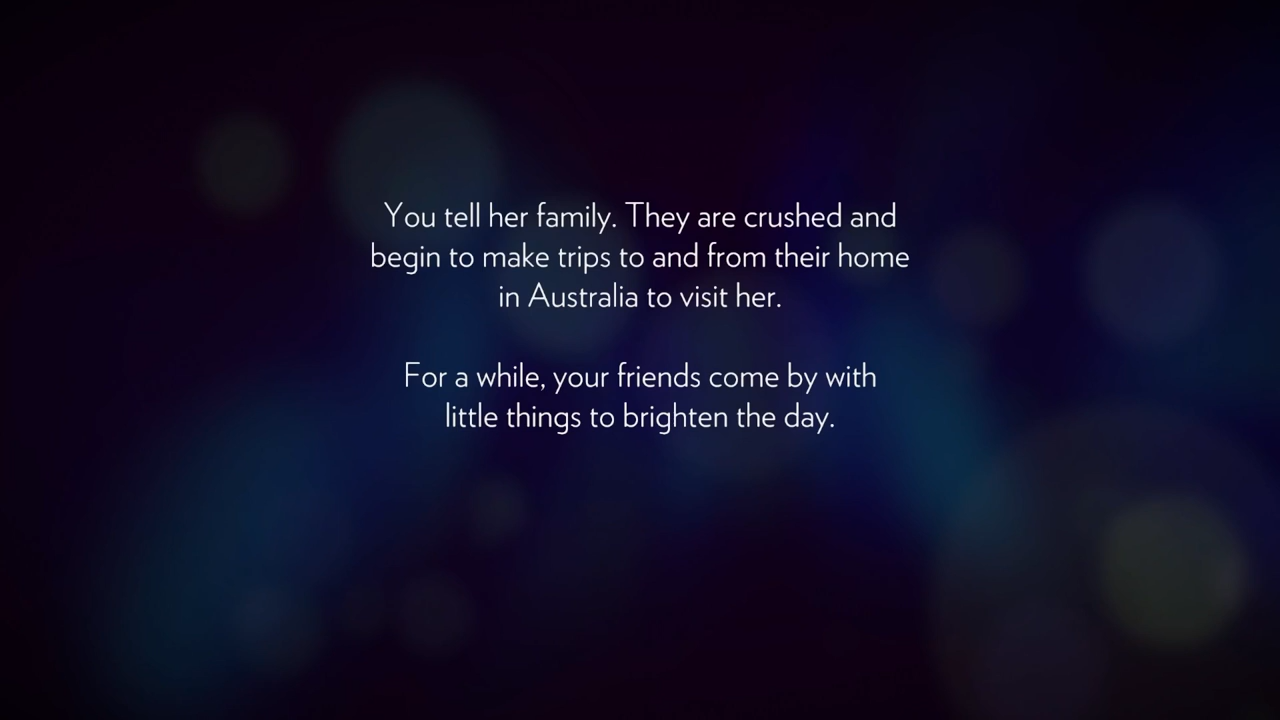 You tell her family. They are crushed and
begin to make trips to and from their home
in Australia to visit her.
For a while, your friends come by with
little things to brighten the day.